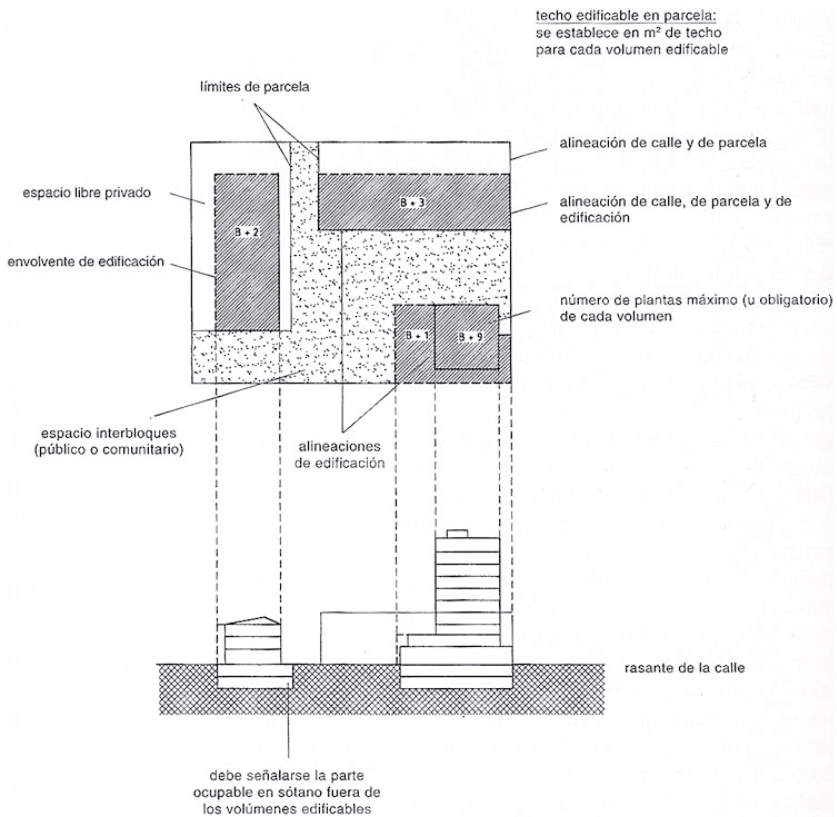 techo edificable en parcela:
se establece en m² de techo
para cada volumen edificable
límites de parcela
alineación de calle y de parcela
espacio libre privado
B + 3
alineación de calle, de parcela y de
edificación
B + 2
envolvente de edificación
número de plantas máximo (u obligatorio)
de cada volumen
B + 1
B + 9
espacio interbloques
(público o comunitario)
alineaciones
de edificación
rasante de la calle
debe señalarse la parte
ocupable en sótano fuera de
los volúmenes edificables